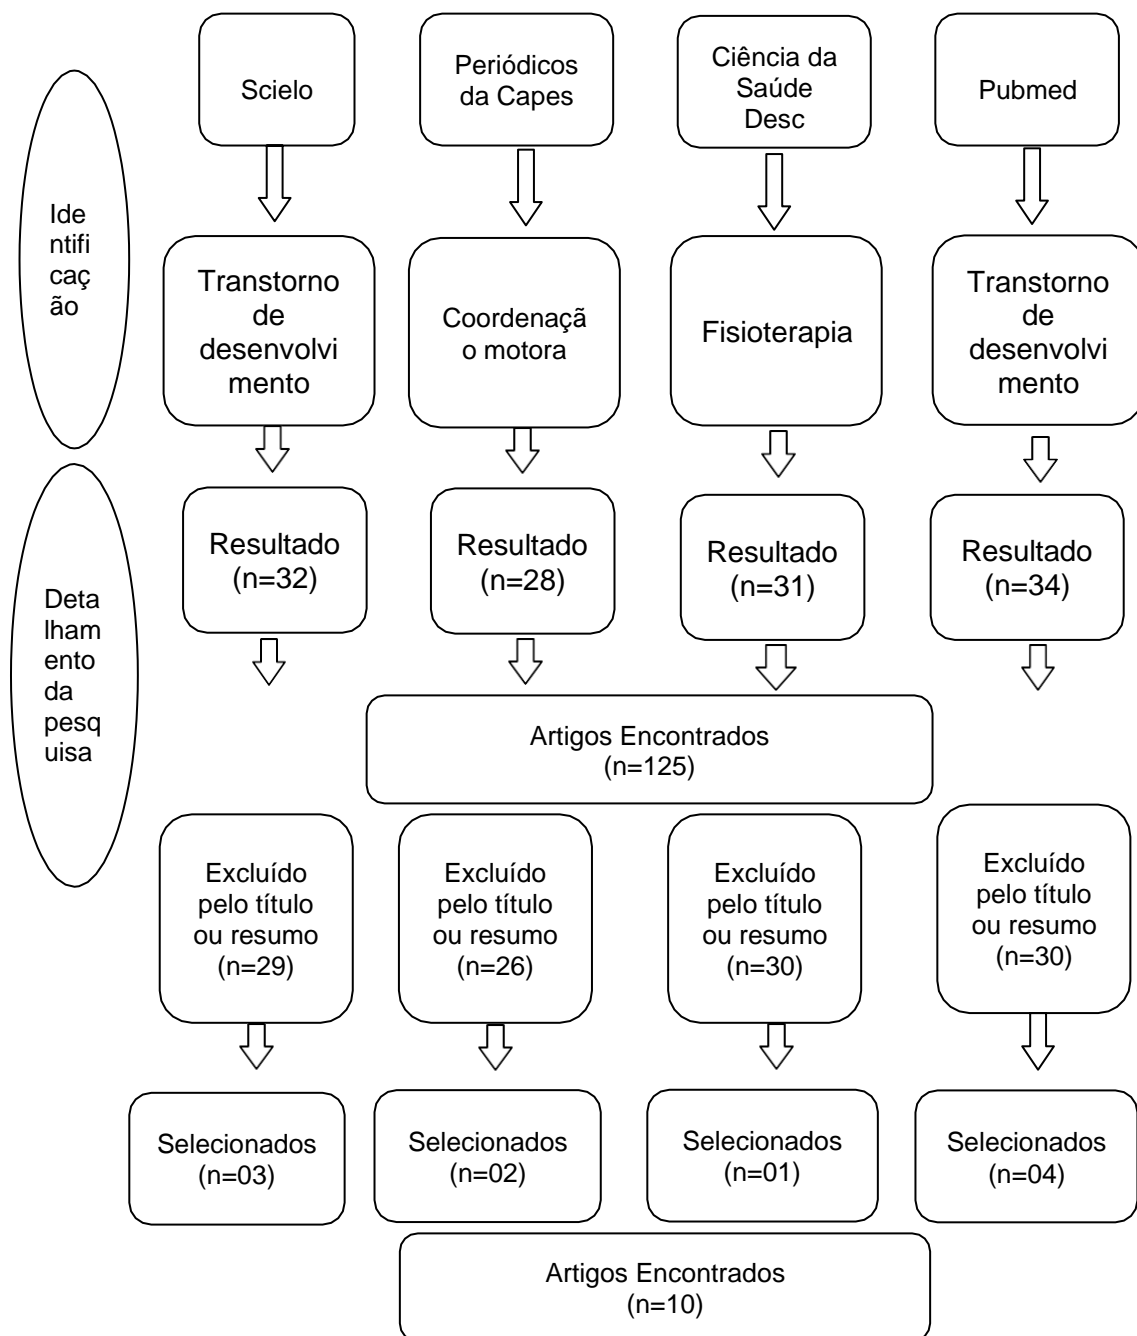 Scielo
Periódicos
da Capes
Ciência da
Saúde
Desc
Pubmed
Ide
ntifi
caç
ão
Transtorno
de
desenvolvi
mento
Coordenaçã
o motora
Fisioterapia
Transtorno
de
desenvolvi
mento
Resultado
(n=32)
Resultado
(n=28)
Resultado
(n=31)
Resultado
(n=34)
Deta
lham
ento
da
pesq
uisa
Artigos Encontrados
(n=125)
Excluído
pelo título
ou resumo
(n=29)
Excluído
pelo título
ou resumo
(n=26)
Excluído
pelo título
ou resumo
(n=30)
Excluído
pelo título
ou resumo
(n=30)
Selecionados
(n=03)
Selecionados
(n=02)
Selecionados
(n=01)
Selecionados
(n=04)
Artigos Encontrados
(n=10)